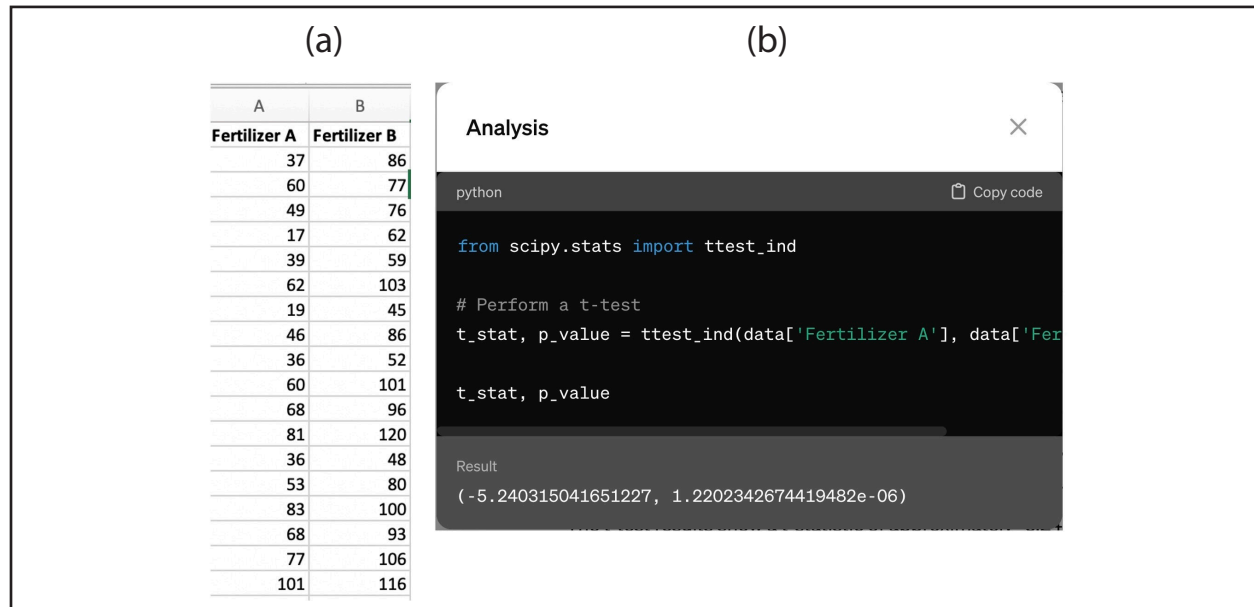 (a)
(b)
A B
Fertilizer A Fertilizer B
37 86
60 77
49 76
17 62
39 59
62 103
19 45
46 86
36 52
60 101
68 96
81 120
36 48
53 80
83 100
68 93
77 106
101 116
Analysis
python
Copy code
from scipy.stats import ttest_ind
# Perform a t-test
t_stat, p_value = ttest_ind(data['Fertilizer A'], data['Fer
t_stat, p_value
Result
(-5.240315041651227, 1.2202342674419482e-06)